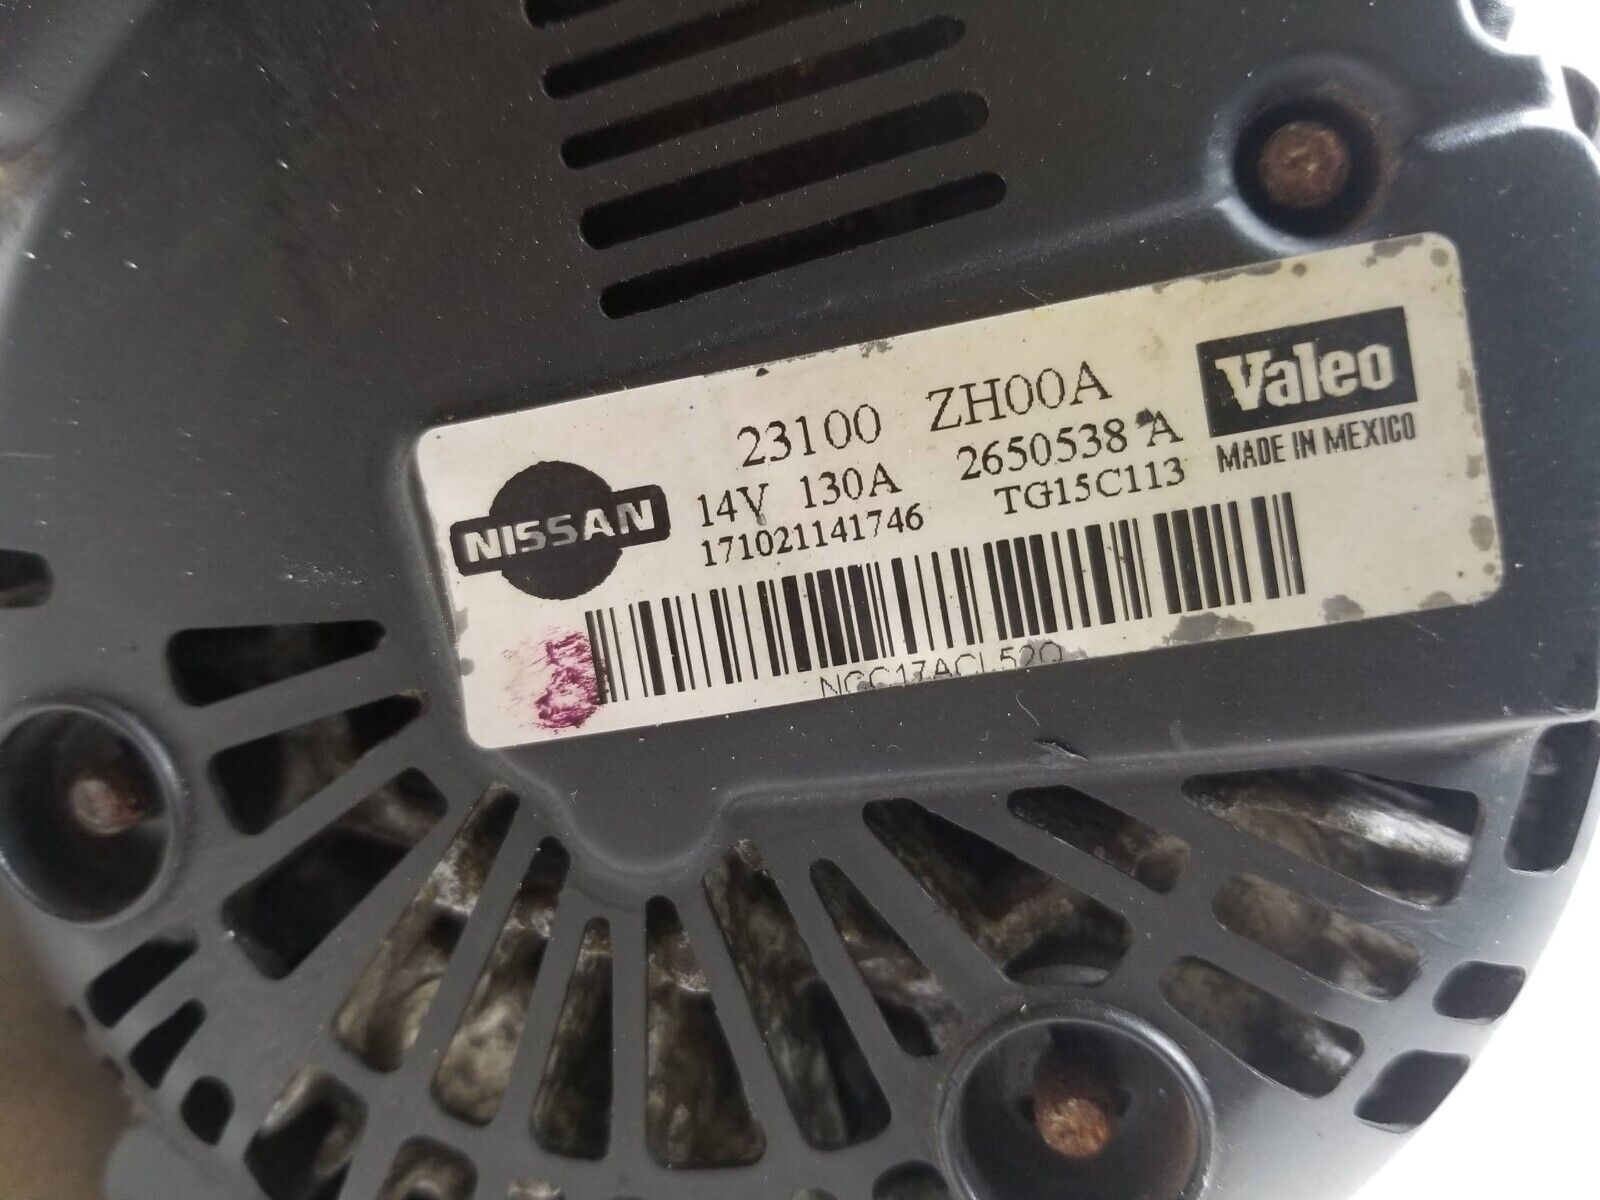 23100 ZH00A
NISSAN
14V 130A 2650538 A
171021141746 TG15C113
Valeo
MADE IN MEXICO